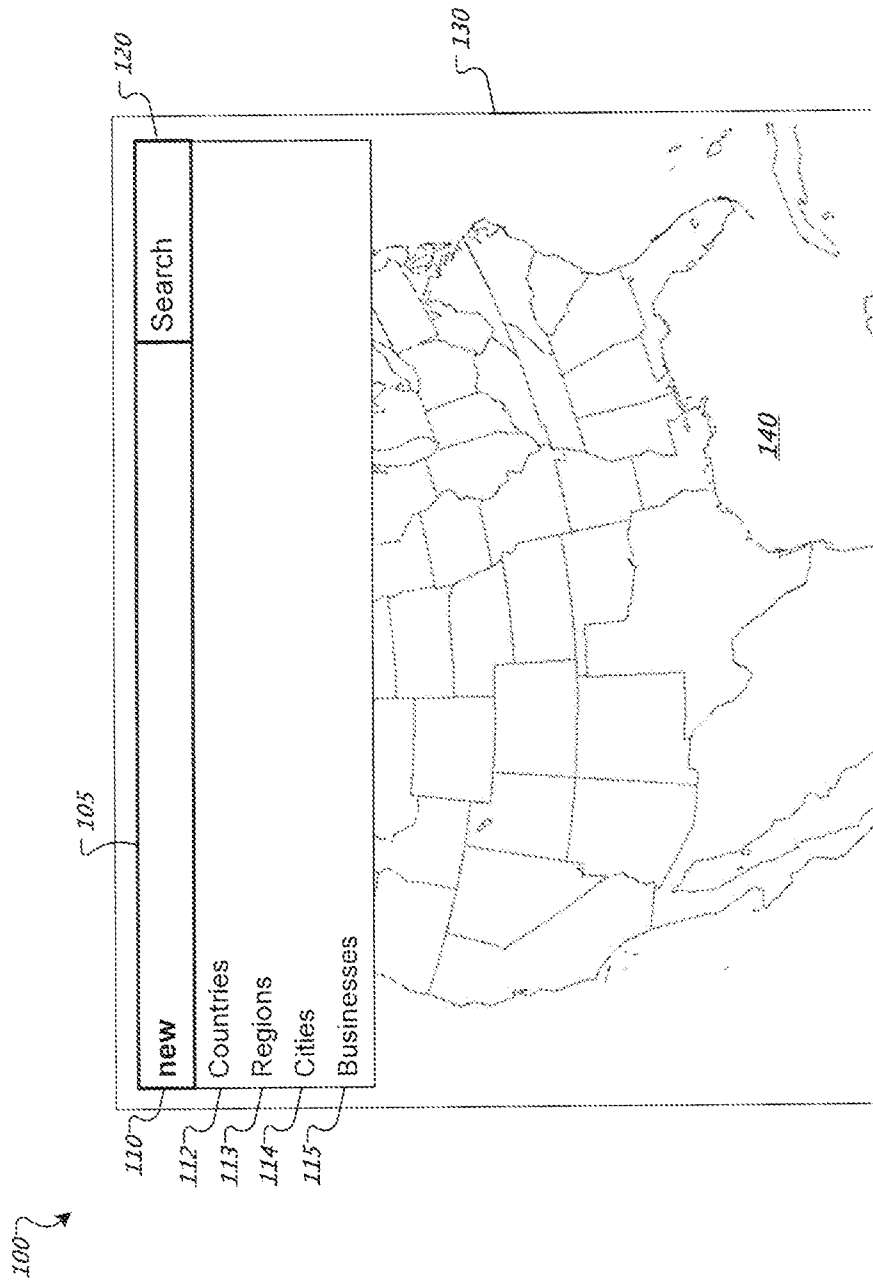 100
105
120
130
110 new Search
112 Countries
113 Regions
114 Cities
115 Businesses
140